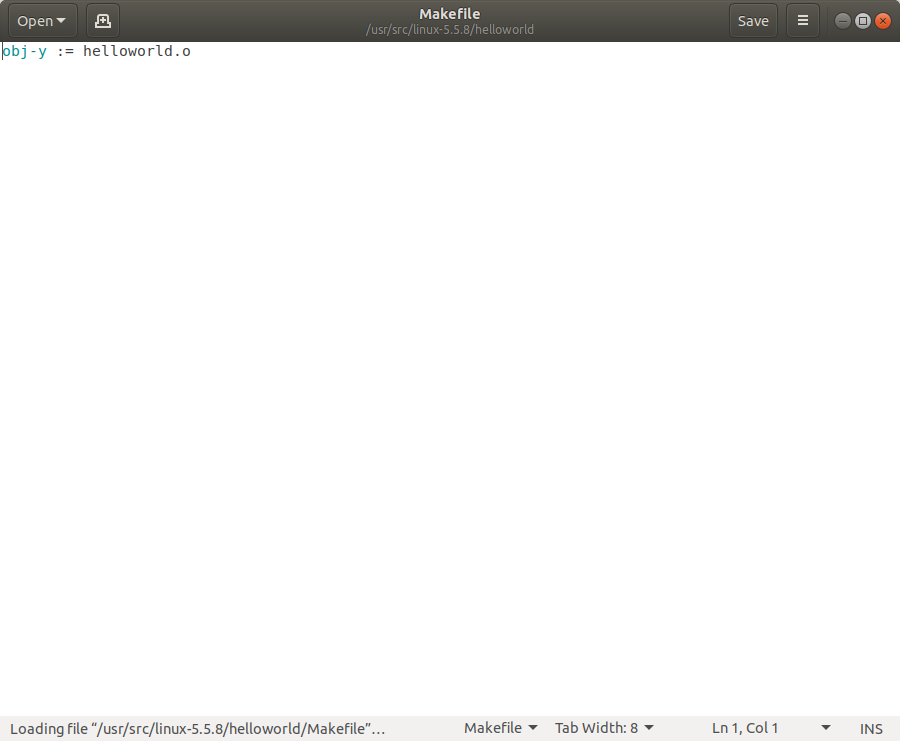 Open
Makefile
/usr/src/linux-5.5.8/helloworld
Save
obj-y := helloworld.o
Loading file “/usr/src/linux-5.5.8/helloworld/Makefile”…
Makefile
Tab Width: 8
Ln 1, Col 1
INS